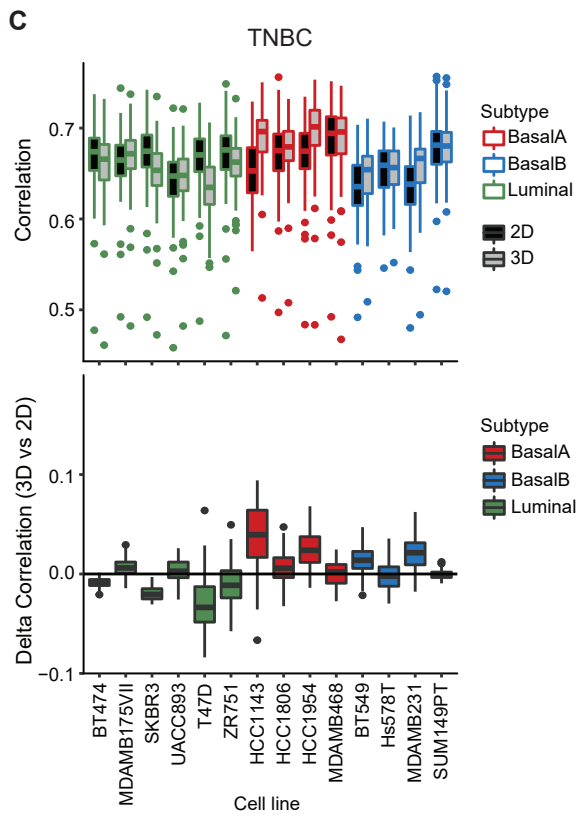 C
TNBC
Correlation
0.7
0.6
0.5
Subtype
BasalA
BasalB
Luminal
2D
3D
Delta Correlation (3D vs 2D)
0.1
0.0
−0.1
Subtype
BasalA
BasalB
Luminal
BT474
MDAMB175VII
SKBR3
UACC893
T47D
ZR751
HCC1143
HCC1806
HCC1954
MDAMB468
BT549
Hs578T
MDAMB231
SUM149PT
Cell line